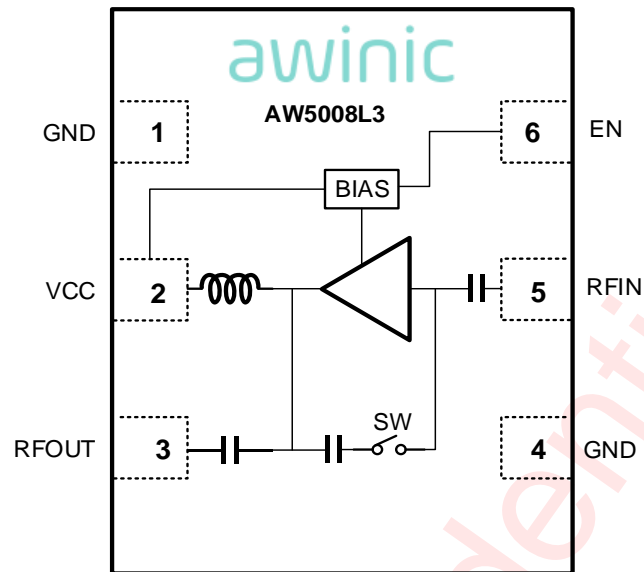 awinic
AW5008L3
GND 1 6 EN
BIAS
VCC 2 5 RFIN
SW
RFOUT 3 4 GND